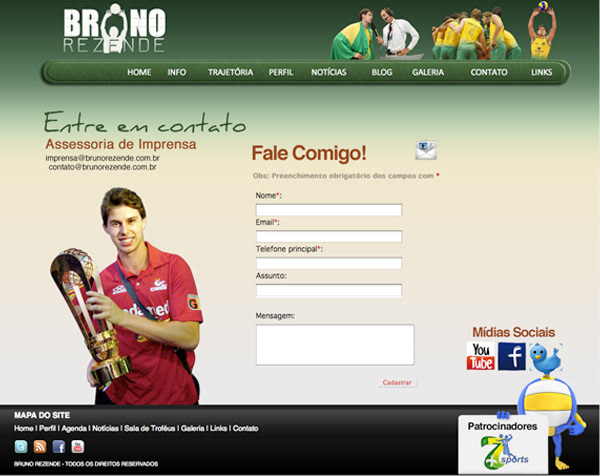 BRUNO
REZENDE
HOME INFO TRAJETÓRIA PERFIL NOTÍCIAS BLOG GALERIA CONTATO LINKS
Entre em contato
Assessoria de Imprensa
imprensa@brunorezende.com.br
contato@brunorezende.com.br
Fale Comigo!
Obs: Preenchimento obrigatório dos campos com *
Nome*:
Email*:
Telefone principal*:
Assunto:
Mensagem:
Cadastrar
Mídias Sociais
You
Tube
f
MAPA DO SITE
Home | Perfil | Agenda | Notícias | Sala de Troféus | Galeria | Links | Contato
BRUNO REZENDE - TODOS OS DIREITOS RESERVADOS
Patrocinadores
7
sports